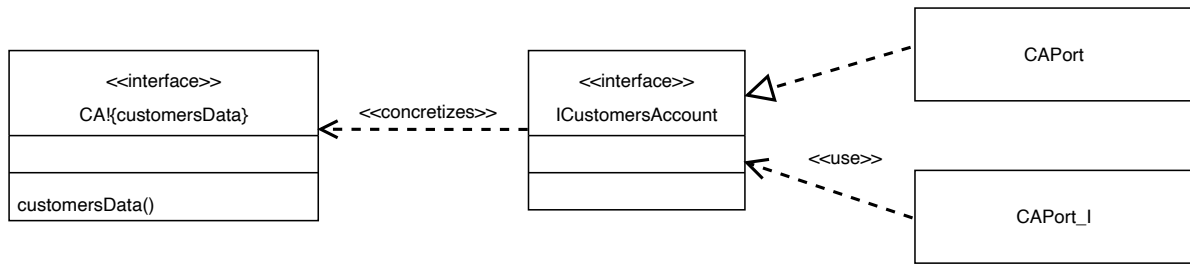 <<interface>>
CA!{customersData}
customersData()
<<concretizes>>
<<interface>>
ICustomersAccount
CAPort
<<use>>
CAPort_I